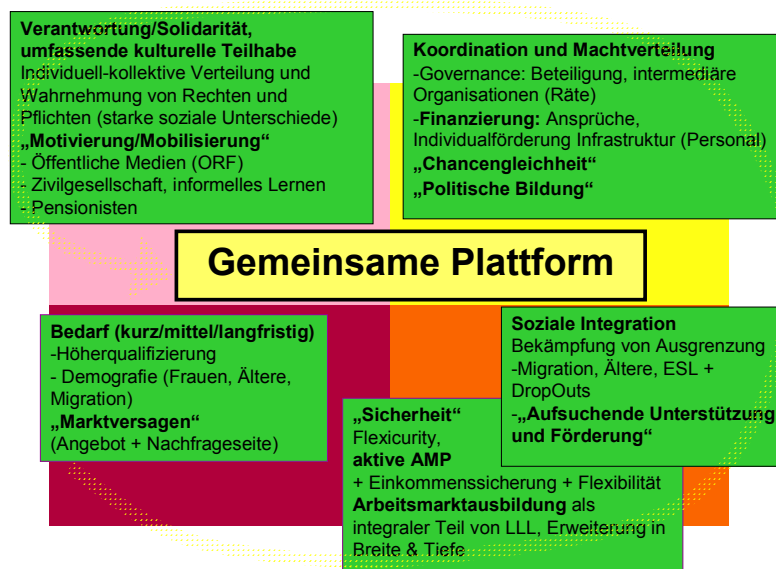 Verantwortung/Solidarität,
umfassende kulturelle Teilhabe
Individuell-kollektive Verteilung und
Wahrnehmung von Rechten und
Pflichten (starke soziale Unterschiede)
„Motivierung/Mobilisierung“
- Öffentliche Medien (ORF)
- Zivilgesellschaft, informelles Lernen
- Pensionisten
Koordination und Machtverteilung
-Governance: Beteiligung, intermediäre
Organisationen (Räte)
-Finanzierung: Ansprüche,
Individualförderung Infrastruktur (Personal)
„Chancengleichheit“
„Politische Bildung“
Gemeinsame Plattform
Bedarf (kurz/mittel/langfristig)
-Höherqualifizierung
- Demografie (Frauen, Ältere,
Migration)
„Marktversagen“
(Angebot + Nachfrageseite)
„Sicherheit“
Flexicurity,
aktive AMP
+ Einkommenssicherung + Flexibilität
Arbeitsmarktausbildung als
integraler Teil von LLL, Erweiterung in
Breite & Tiefe
Soziale Integration
Bekämpfung von Ausgrenzung
-Migration, Ältere, ESL +
DropOuts
-„Aufsuchende Unterstützung
und Förderung“